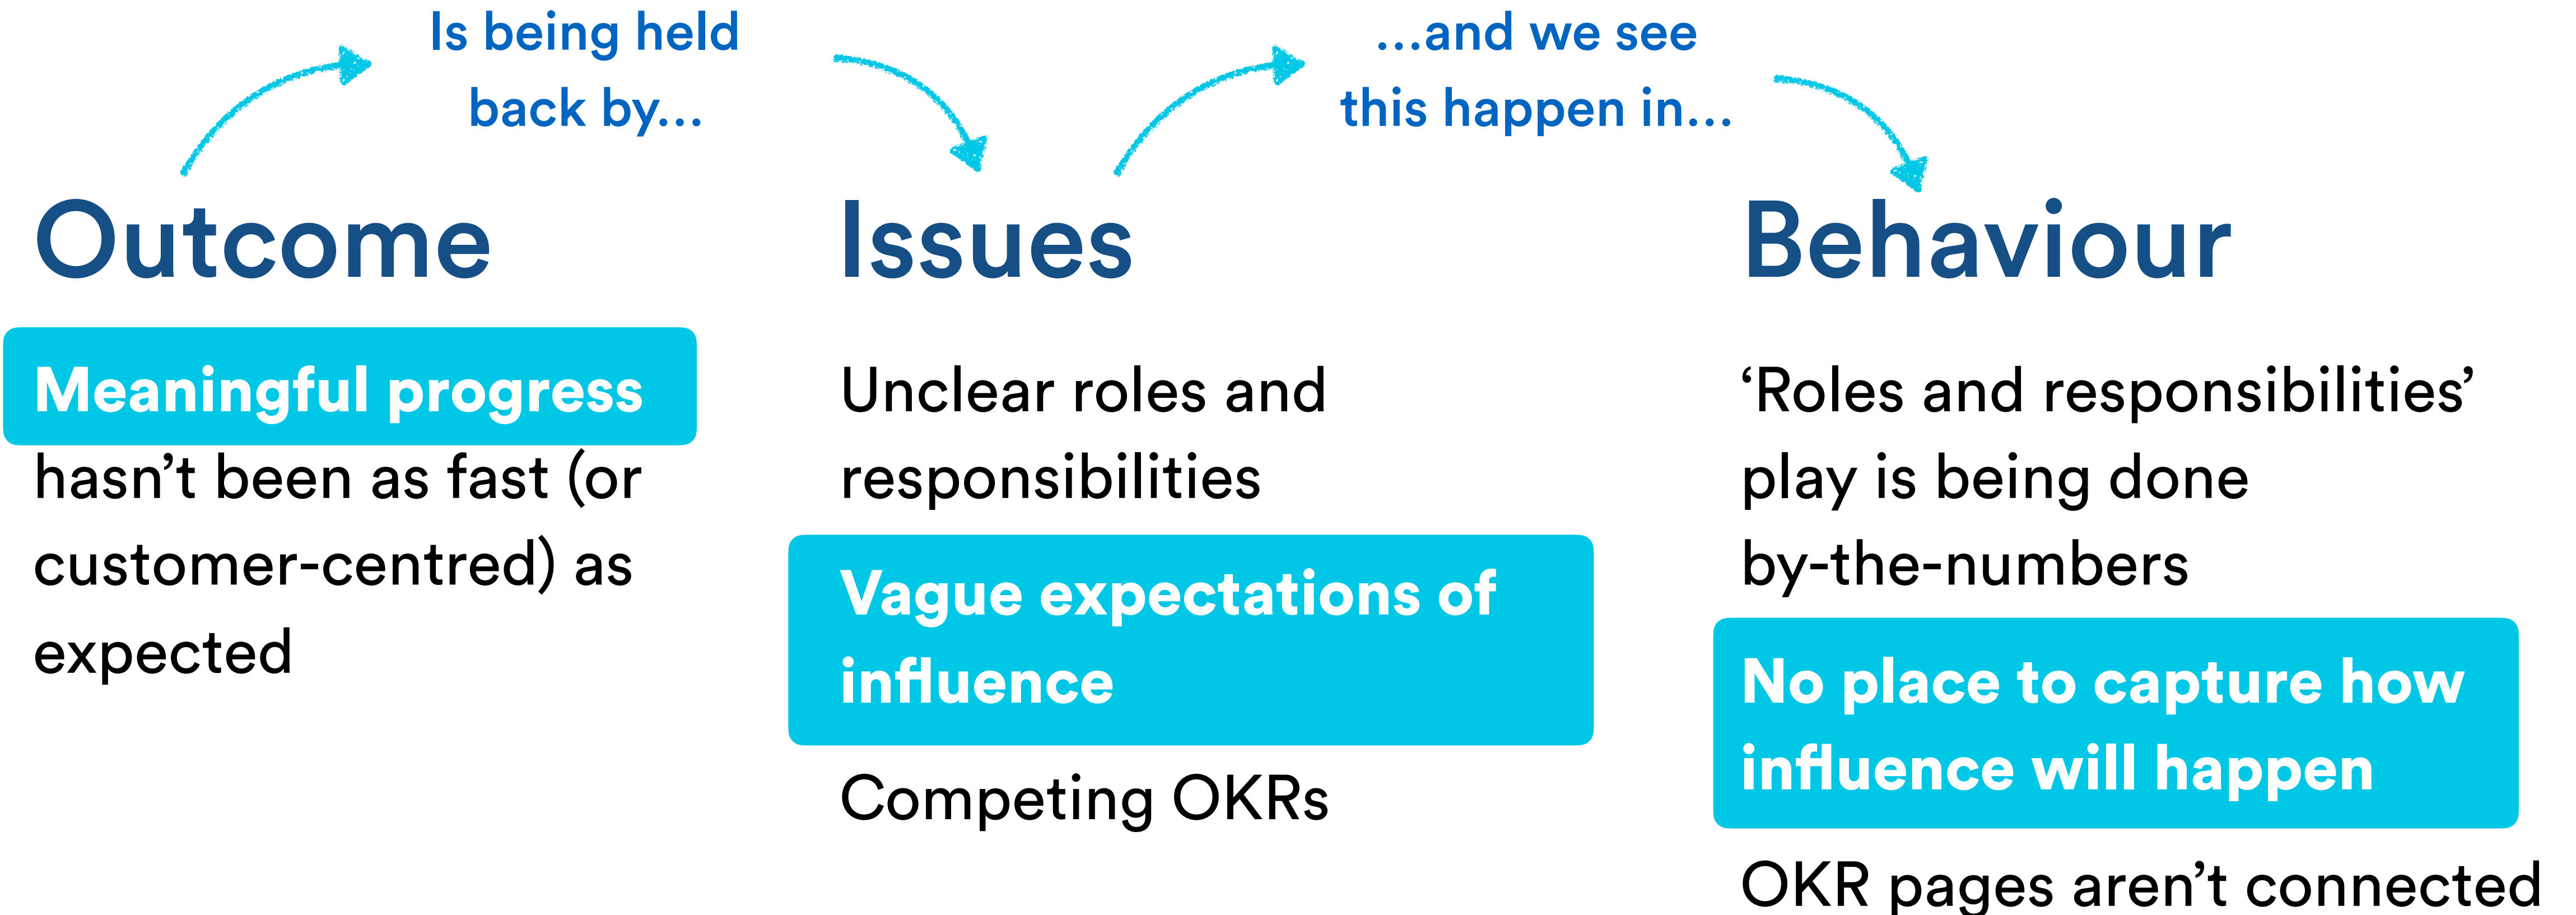 Is being held
back by...
...and we see
this happen in...
Outcome
Meaningful progress
hasn’t been as fast (or
customer-centred) as
expected
Issues
Unclear roles and
responsibilities
Vague expectations of
influence
Competing OKRs
Behaviour
‘Roles and responsibilities’
play is being done
by-the-numbers
No place to capture how
influence will happen
OKR pages aren’t connected